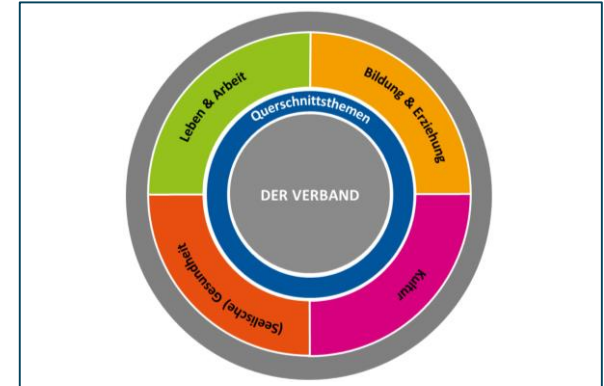 Leben & Arbeit
Bildung & Erziehung
Querschnittsthemen
DER VERBAND
(Seelische) Gesundheit
Kultur